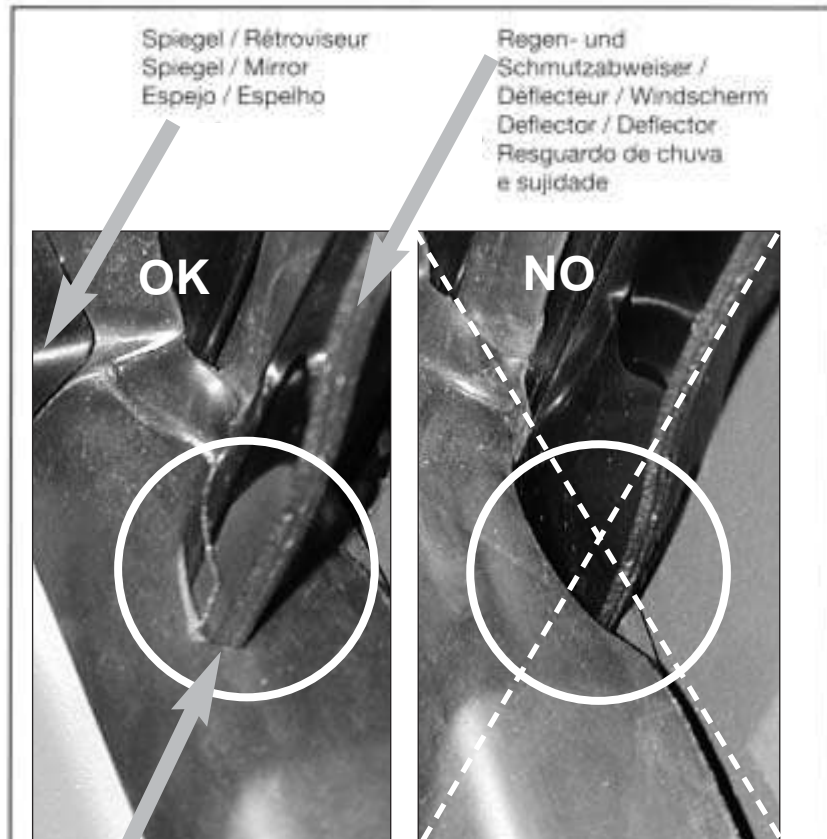 Spiegel / Rétroviseur
Spiegel / Mirror
Espejo / Espelho
Regen- und
Schmutzabweiser /
Déflecteur / Windscherm
Deflector / Deflector
Resguardo de chuva
e sujidade
OK
NO